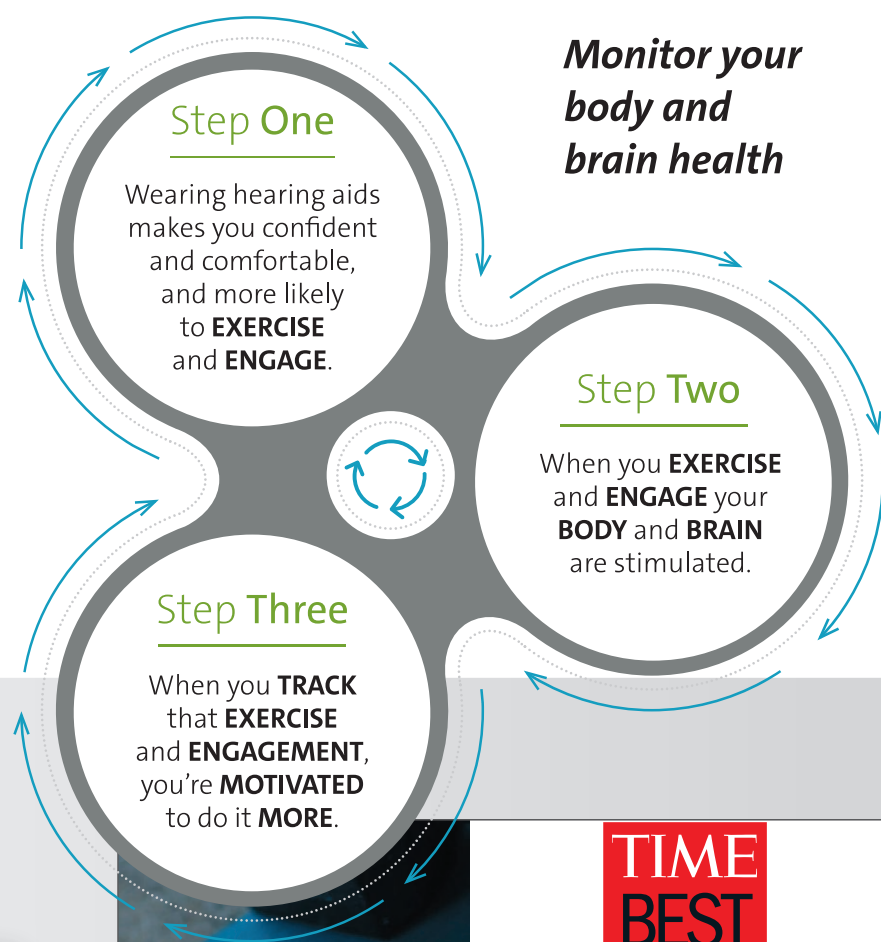 Monitor your
body and
brain health
Step One
Wearing hearing aids
makes you confident
and comfortable,
and more likely
to EXERCISE
and ENGAGE.
Step Two
When you EXERCISE
and ENGAGE your
BODY and BRAIN
are stimulated.
Step Three
When you TRACK
that EXERCISE
and ENGAGEMENT,
you're MOTIVATED
to do it MORE.
TIME
BEST